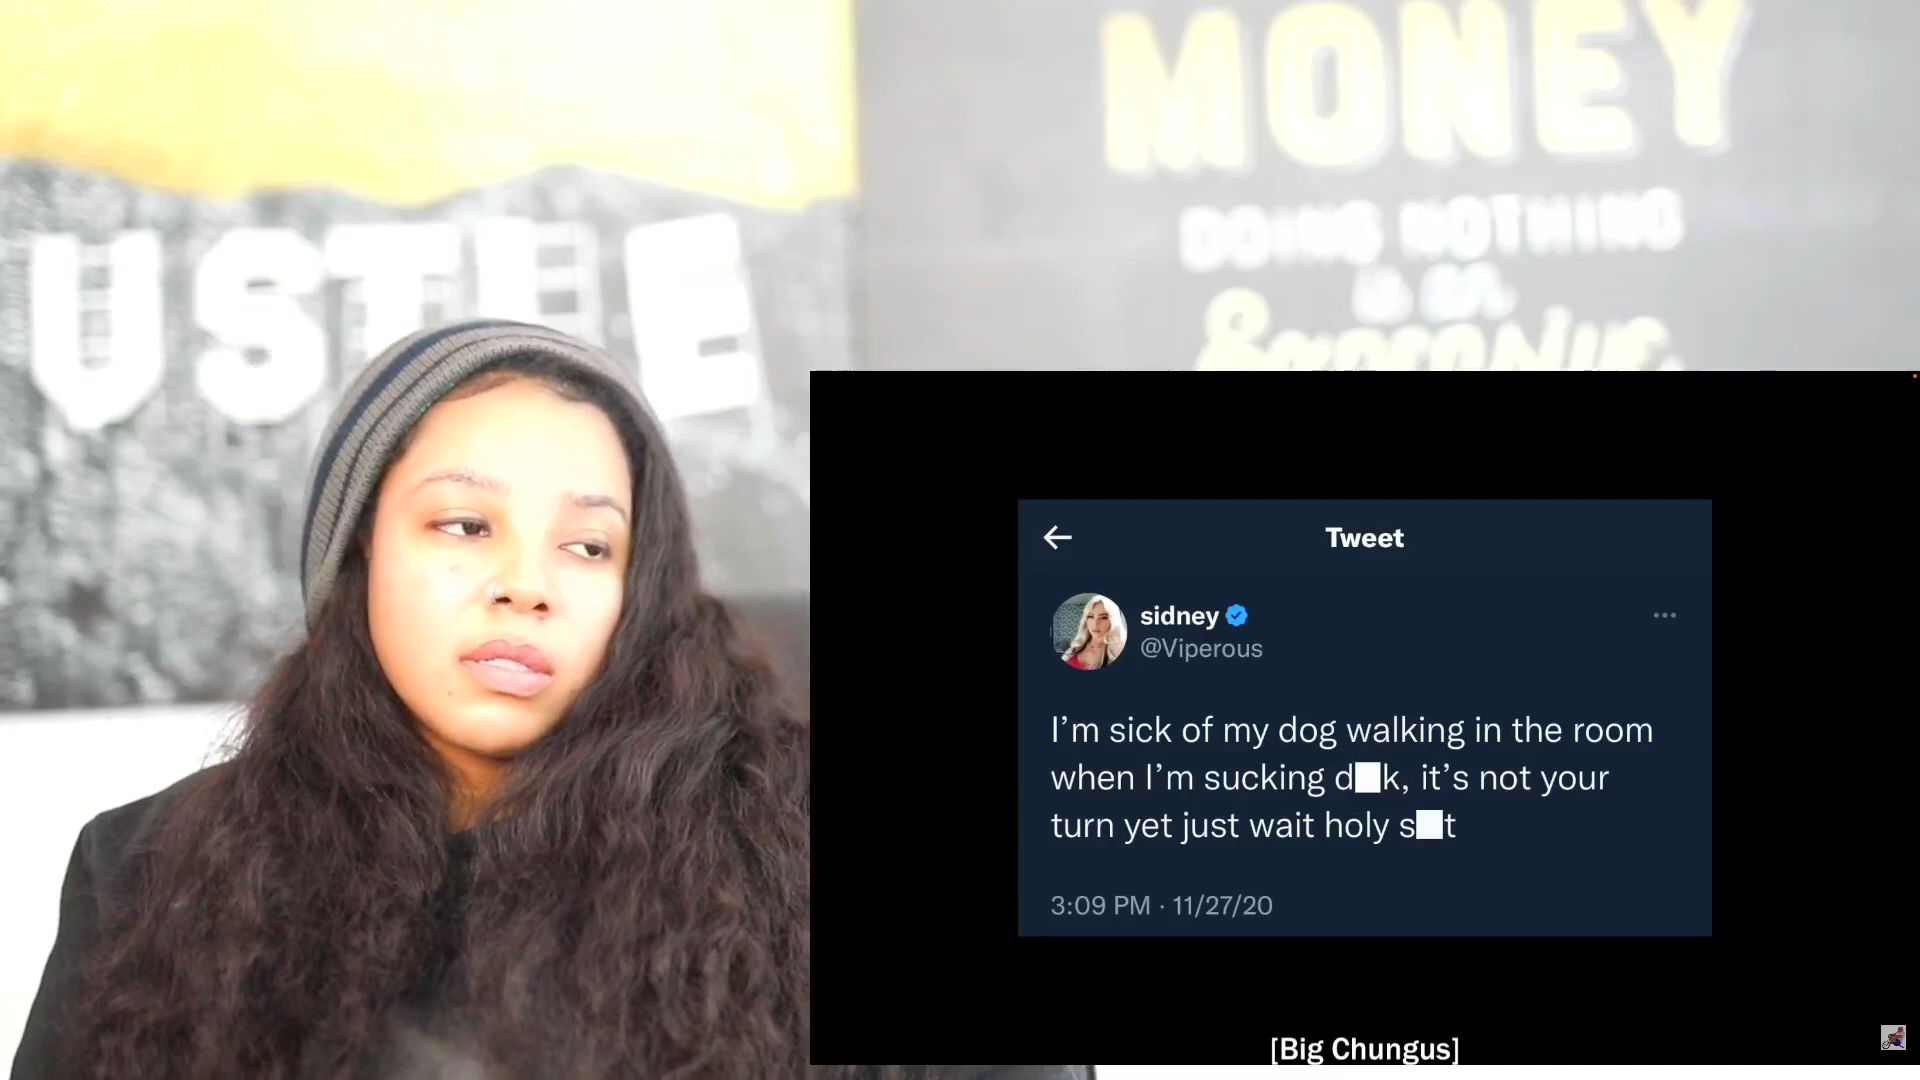 MONEY
DOING NOTHING
USTLE
Tweet
sidney
@Viperous
I’m sick of my dog walking in the room
when I’m sucking d■k, it’s not your
turn yet just wait holy s■t
3:09 PM · 11/27/20
[Big Chungus]